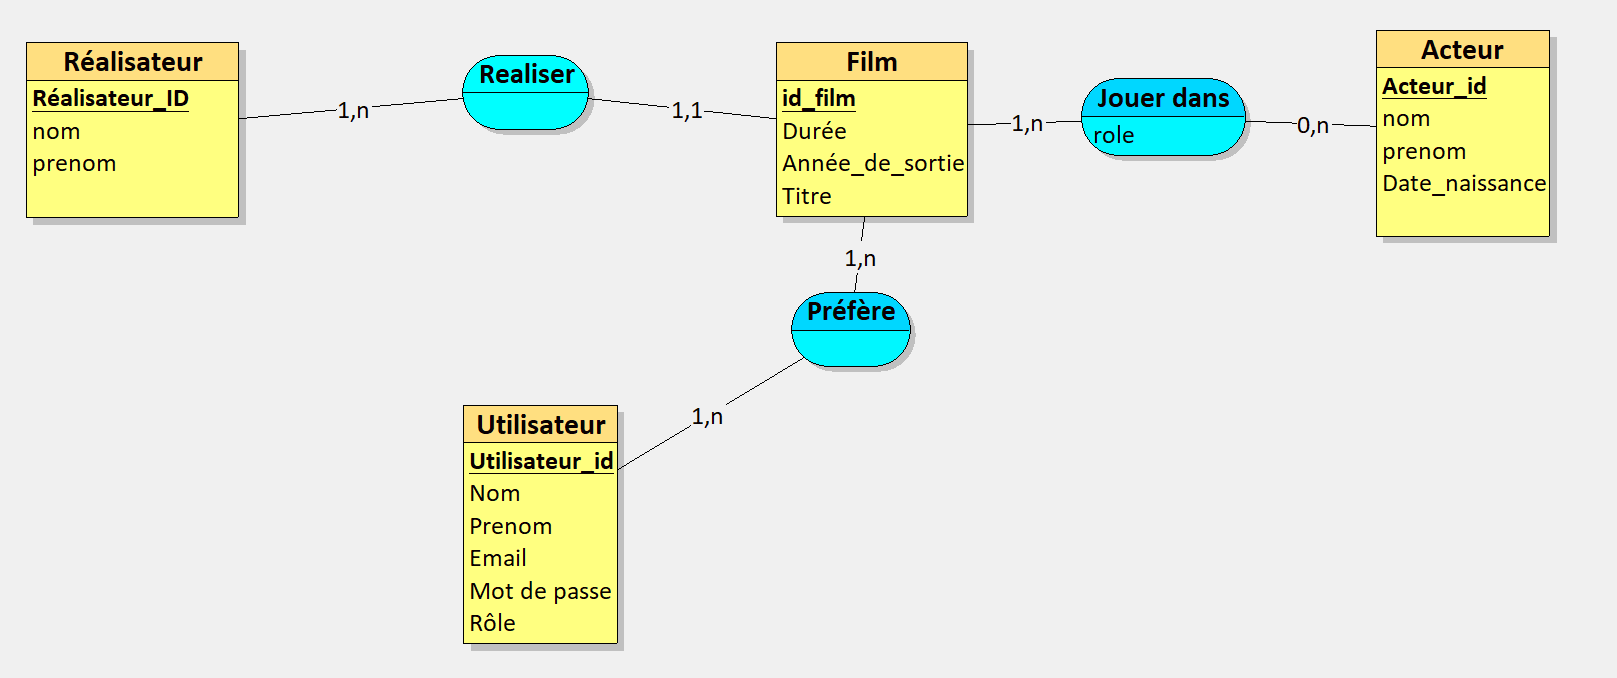 Réalisateur
Réalisateur_ID
nom
prenom
1,n
Realiser
1,1
Film
id_film
Durée
Année_de_sortie
Titre
1,n
Jouer dans
role
0,n
Acteur
Acteur_id
nom
prenom
Date_naissance
1,n
Préfère
1,n
Utilisateur
Utilisateur_id
Nom
Prenom
Email
Mot de passe
Rôle